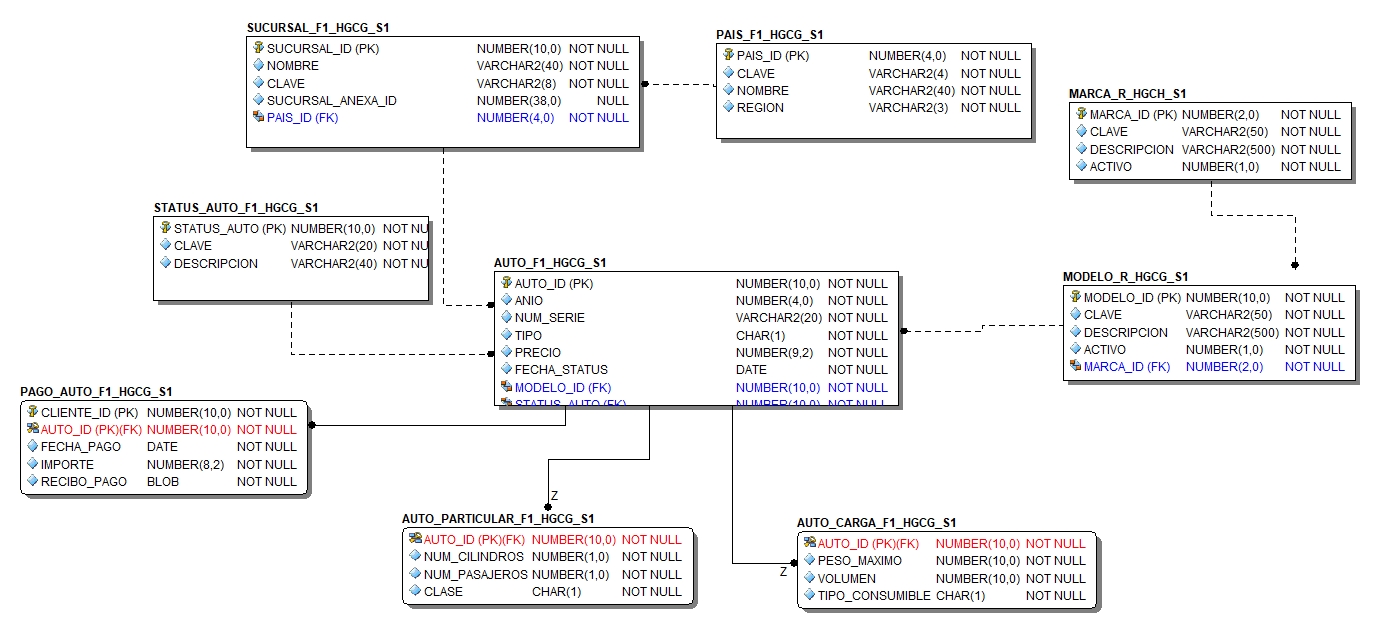 SUCURSAL_F1_HGCG_S1
SUCURSAL_ID (PK) NUMBER(10,0) NOT NULL
NOMBRE VARCHAR2(40) NOT NULL
CLAVE VARCHAR2(8) NOT NULL
SUCURSAL_ANEXA_ID NUMBER(38,0) NULL
PAIS_ID (FK) NUMBER(4,0) NOT NULL
PAIS_F1_HGCG_S1
PAIS_ID (PK) NUMBER(4,0) NOT NULL
CLAVE VARCHAR2(4) NOT NULL
NOMBRE VARCHAR2(40) NOT NULL
REGION VARCHAR2(3) NOT NULL
MARCA_R_HGCH_S1
MARCA_ID (PK) NUMBER(2,0) NOT NULL
CLAVE VARCHAR2(50) NOT NULL
DESCRIPCION VARCHAR2(500) NOT NULL
ACTIVO NUMBER(1,0) NOT NULL
STATUS_AUTO_F1_HGCG_S1
STATUS_AUTO (PK) NUMBER(10,0) NOT NU
CLAVE VARCHAR2(20) NOT NU
DESCRIPCION VARCHAR2(40) NOT NU
AUTO_F1_HGCG_S1
AUTO_ID (PK) NUMBER(10,0) NOT NULL
ANIO NUMBER(4,0) NOT NULL
NUM_SERIE VARCHAR2(20) NOT NULL
TIPO CHAR(1) NOT NULL
PRECIO NUMBER(9,2) NOT NULL
FECHA_STATUS DATE NOT NULL
MODELO_ID (FK) NUMBER(10,0) NOT NULL
STATUS_AUTO (FK) NUMBER(10,0) NOT NULL
MODELO_R_HGCG_S1
MODELO_ID (PK) NUMBER(10,0) NOT NULL
CLAVE VARCHAR2(50) NOT NULL
DESCRIPCION VARCHAR2(500) NOT NULL
ACTIVO NUMBER(1,0) NOT NULL
MARCA_ID (FK) NUMBER(2,0) NOT NULL
PAGO_AUTO_F1_HGCG_S1
CLIENTE_ID (PK) NUMBER(10,0) NOT NULL
AUTO_ID (PK)(FK) NUMBER(10,0) NOT NULL
FECHA_PAGO DATE NOT NULL
IMPORTE NUMBER(8,2) NOT NULL
RECIBO_PAGO BLOB NOT NULL
Z
AUTO_PARTICULAR_F1_HGCG_S1
AUTO_ID (PK)(FK) NUMBER(10,0) NOT NULL
NUM_CILINDROS NUMBER(1,0) NOT NULL
NUM_PASAJEROS NUMBER(1,0) NOT NULL
CLASE CHAR(1) NOT NULL
Z
AUTO_CARGA_F1_HGCG_S1
AUTO_ID (PK)(FK) NUMBER(10,0) NOT NULL
PESO_MAXIMO NUMBER(10,0) NOT NULL
VOLUMEN NUMBER(10,0) NOT NULL
TIPO_CONSUMIBLE CHAR(1) NOT NULL